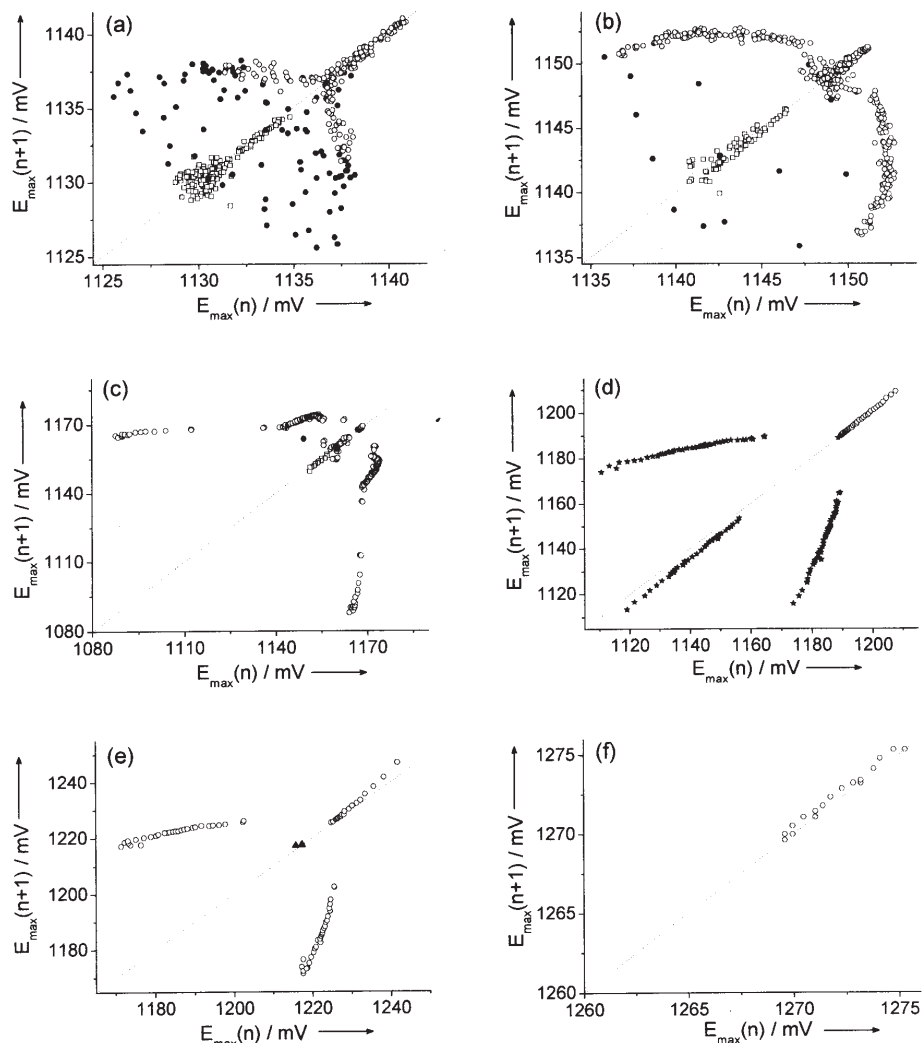 (a)
1140
1135
1130
1125
E_max(n+1) / mV
1125 1130 1135 1140
E_max(n) / mV
(b)
1150
1145
1140
1135
E_max(n+1) / mV
1135 1140 1145 1150
E_max(n) / mV
(c)
1170
1140
1110
1080
E_max(n+1) / mV
1080 1110 1140 1170
E_max(n) / mV
(d)
1200
1180
1160
1140
1120
E_max(n+1) / mV
1120 1140 1160 1180 1200
E_max(n) / mV
(e)
1240
1220
1200
1180
E_max(n+1) / mV
1180 1200 1220 1240
E_max(n) / mV
(f)
1275
1270
1265
1260
E_max(n+1) / mV
1260 1265 1270 1275
E_max(n) / mV